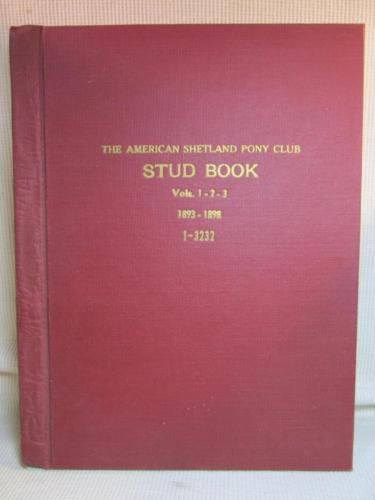 THE AMERICAN SHETLAND PONY CLUB
STUD BOOK
Vols. 1 - 2 - 3
1893 - 1898
1-3232